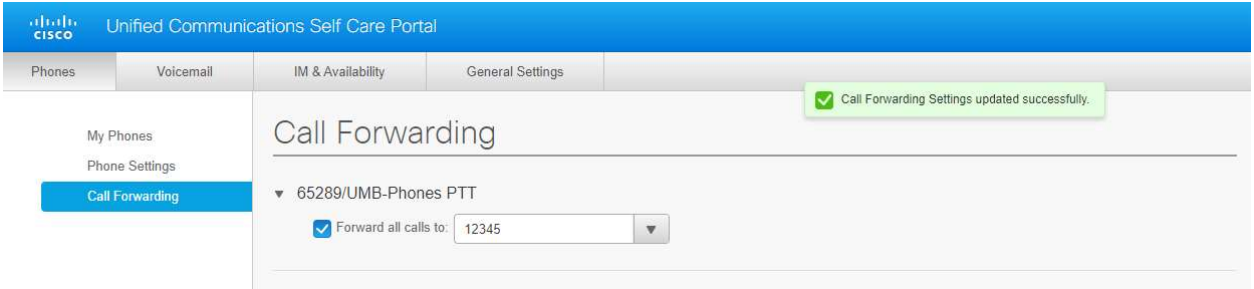 CISCO
Unified Communications Self Care Portal
Phones Voicemail IM & Availability General Settings
Call Forwarding Settings updated successfully.
My Phones
Phone Settings
Call Forwarding
Call Forwarding
65289/UMB-Phones PTT
Forward all calls to: 12345